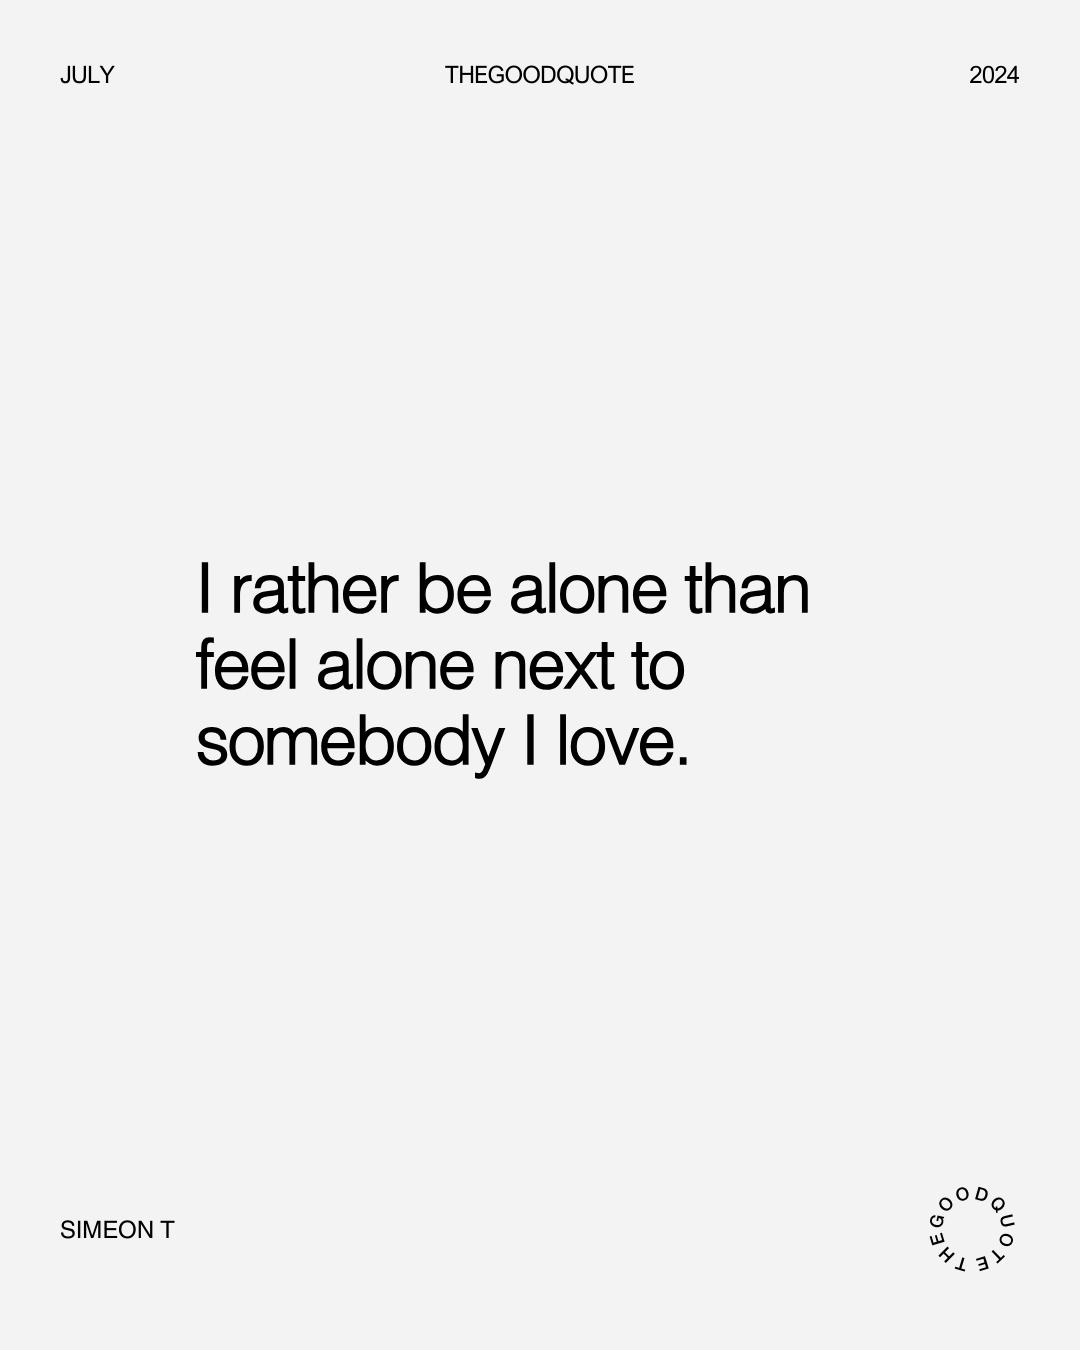 JULY THEGOODQUOTE 2024
I rather be alone than
feel alone next to
somebody I love.
SIMEON T
THEGOODQUOTE